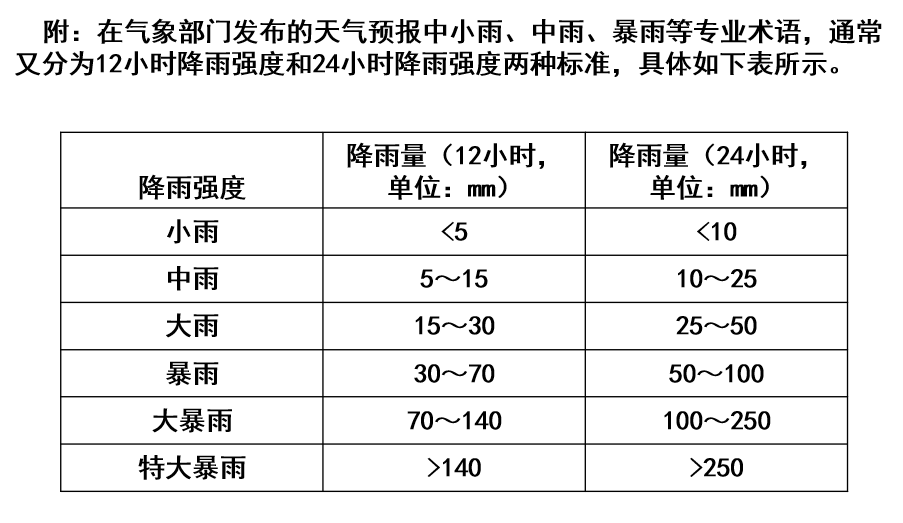 附：在气象部门发布的天气预报中小雨、中雨、暴雨等专业术语，通常
又分为12小时降雨强度和24小时降雨强度两种标准，具体如下表所示。
降雨强度 降雨量（12小时，单位：mm） 降雨量（24小时，单位：mm）
小雨 <5 <10
中雨 5～15 10～25
大雨 15～30 25～50
暴雨 30～70 50～100
大暴雨 70～140 100～250
特大暴雨 >140 >250